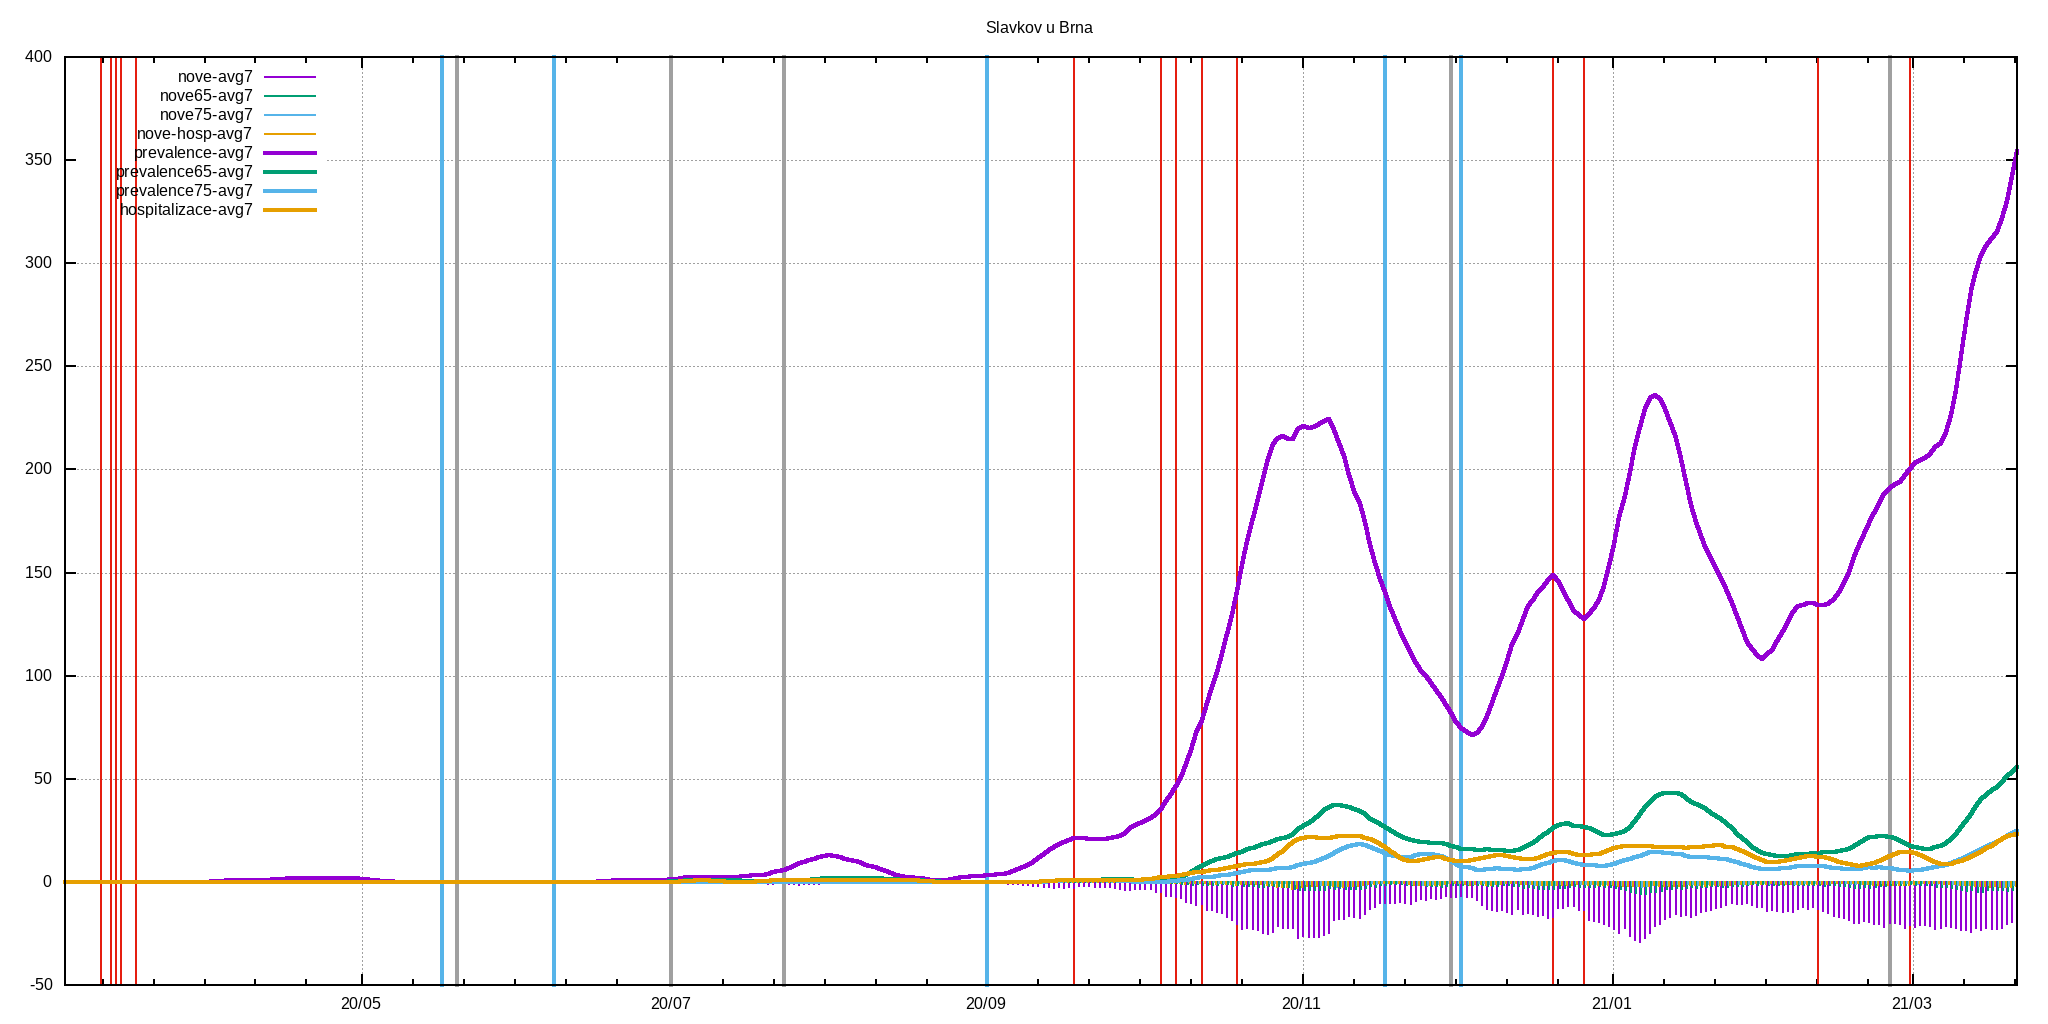 Slavkov u Brna
400
350
300
250
200
150
100
50
0
-50
nove-avg7
nove65-avg7
nove75-avg7
nove-hosp-avg7
prevalence-avg7
prevalence65-avg7
prevalence75-avg7
hospitalizace-avg7
20/05 20/07 20/09 20/11 21/01 21/03